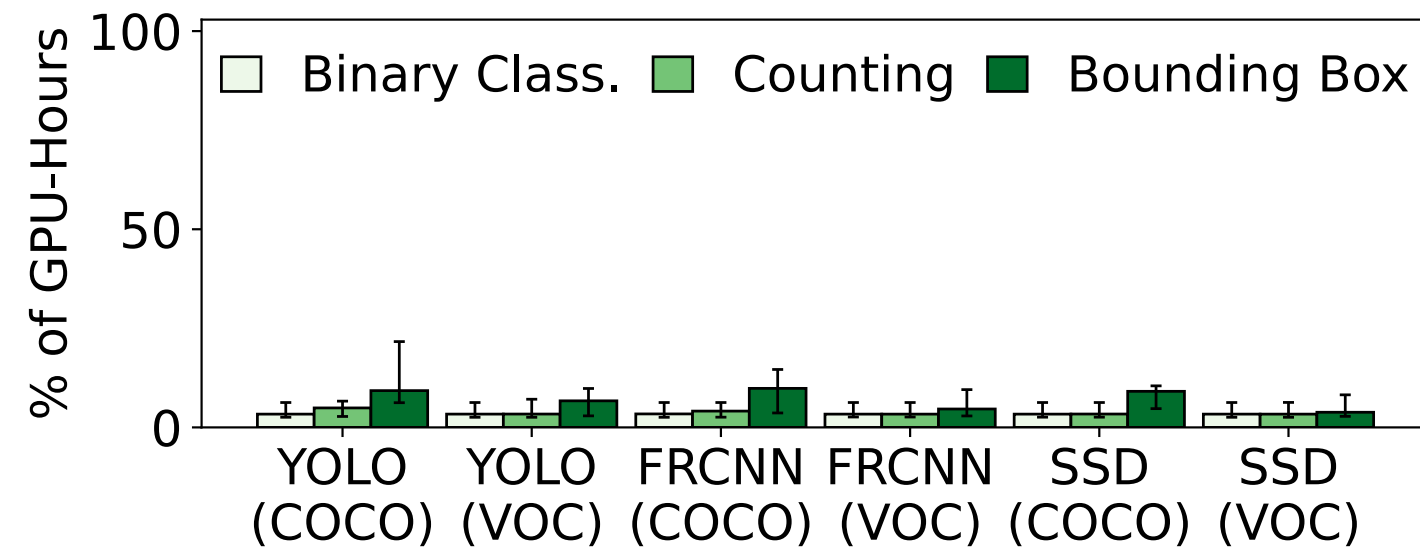 % of GPU-Hours
100
50
0
Binary Class.
Counting
Bounding Box
YOLO
(COCO)
YOLO
(VOC)
FRCNN
(COCO)
FRCNN
(VOC)
SSD
(COCO)
SSD
(VOC)